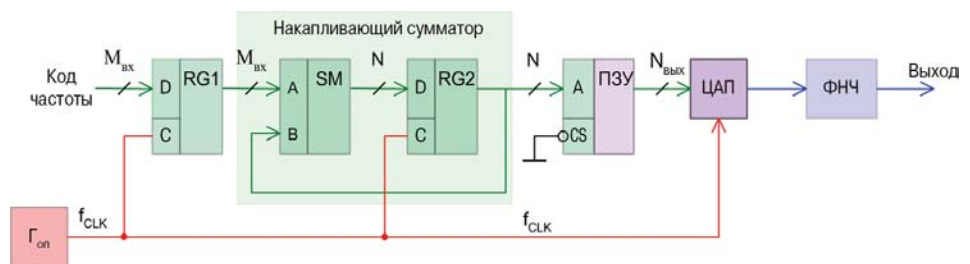 Накапливающий сумматор
Код
частоты
Mвх
D
RG1
C
Mвх
A
SM
B
N
D
RG2
C
N
A
ПЗУ
CS
Nвых
ЦАП
ФНЧ
Выход
Гоп
fCLK
fCLK